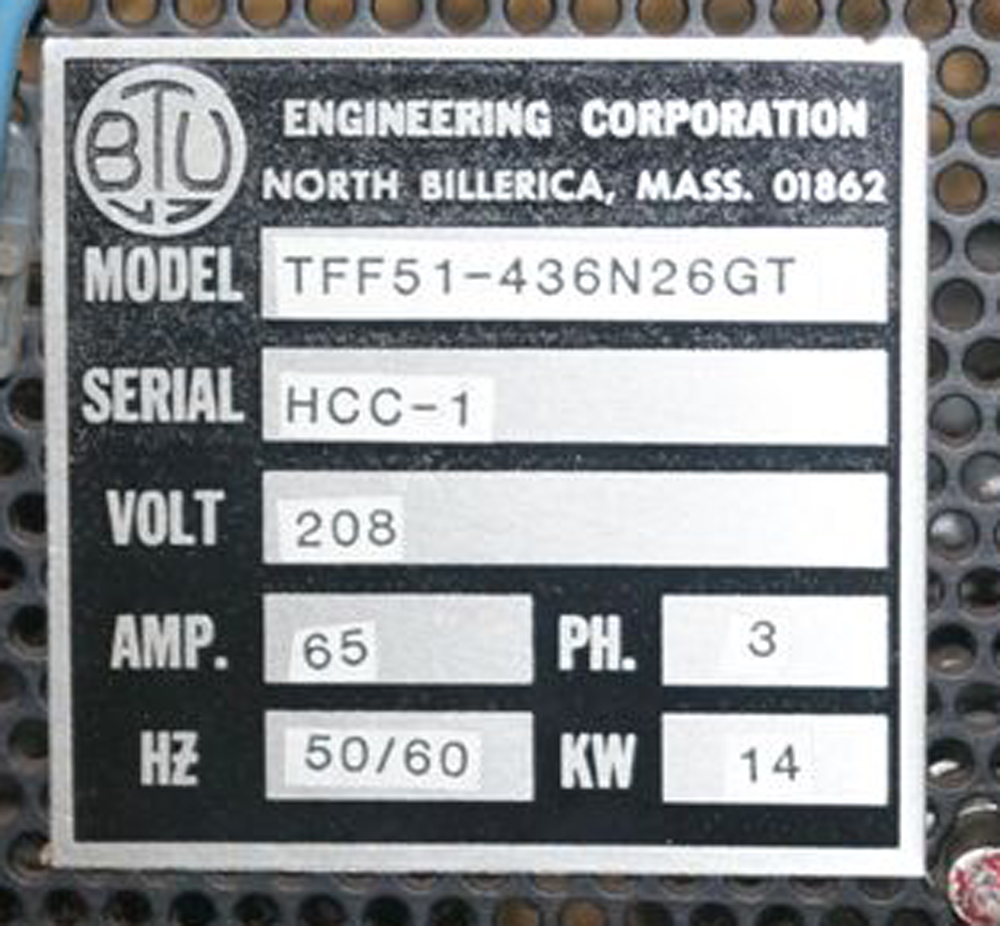 BTU
ENGINEERING CORPORATION
NORTH BILLERICA, MASS. 01862
MODEL TFF51-436N26GT
SERIAL HCC-1
VOLT 208
AMP. 65 PH. 3
HZ 50/60 KW 14